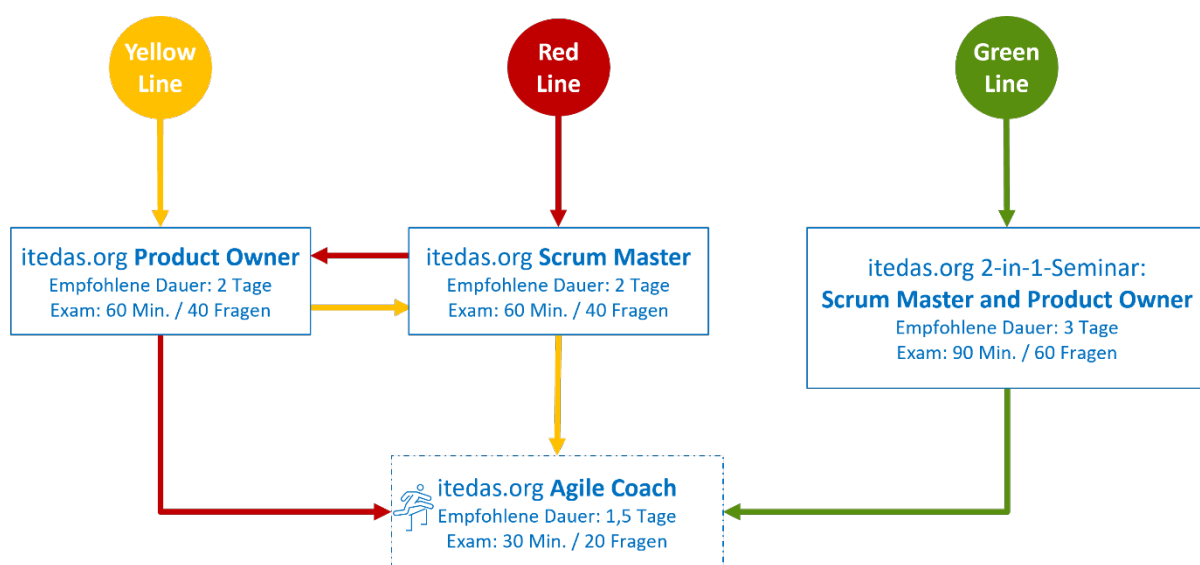 Yellow
Line
Red
Line
Green
Line
itedas.org Product Owner
Empfohlene Dauer: 2 Tage
Exam: 60 Min. / 40 Fragen
itedas.org Scrum Master
Empfohlene Dauer: 2 Tage
Exam: 60 Min. / 40 Fragen
itedas.org 2-in-1-Seminar:
Scrum Master and Product Owner
Empfohlene Dauer: 3 Tage
Exam: 90 Min. / 60 Fragen
itedas.org Agile Coach
Empfohlene Dauer: 1,5 Tage
Exam: 30 Min. / 20 Fragen